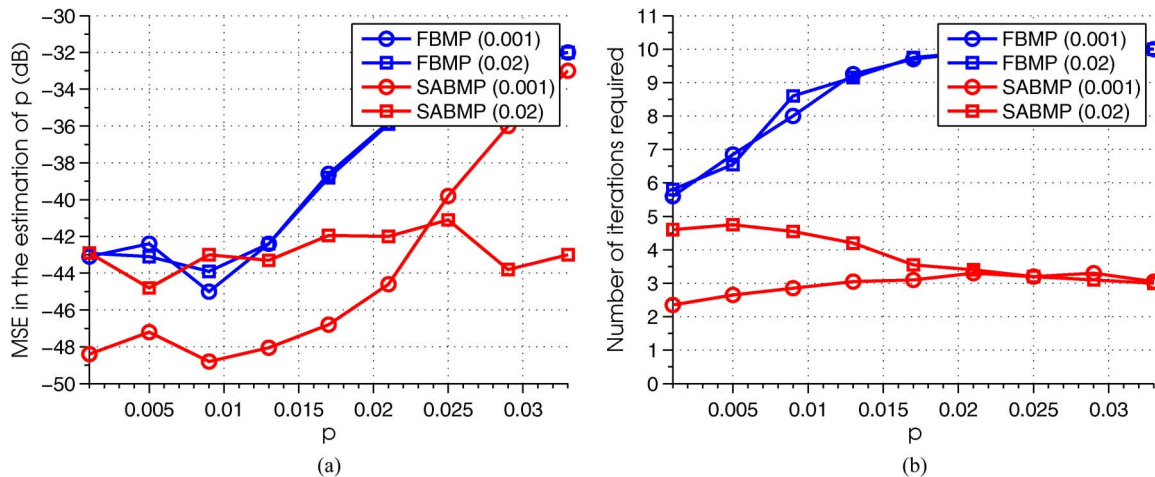 MSE in the estimation of p (dB)
−30
−32
−34
−36
−38
−40
−42
−44
−46
−48
−50
0.005
0.01
0.015
0.02
0.025
0.03
p
FBMP (0.001)
FBMP (0.02)
SABMP (0.001)
SABMP (0.02)
(a)
Number of iterations required
11
10
9
8
7
6
5
4
3
2
1
0
0.005
0.01
0.015
0.02
0.025
0.03
p
FBMP (0.001)
FBMP (0.02)
SABMP (0.001)
SABMP (0.02)
(b)